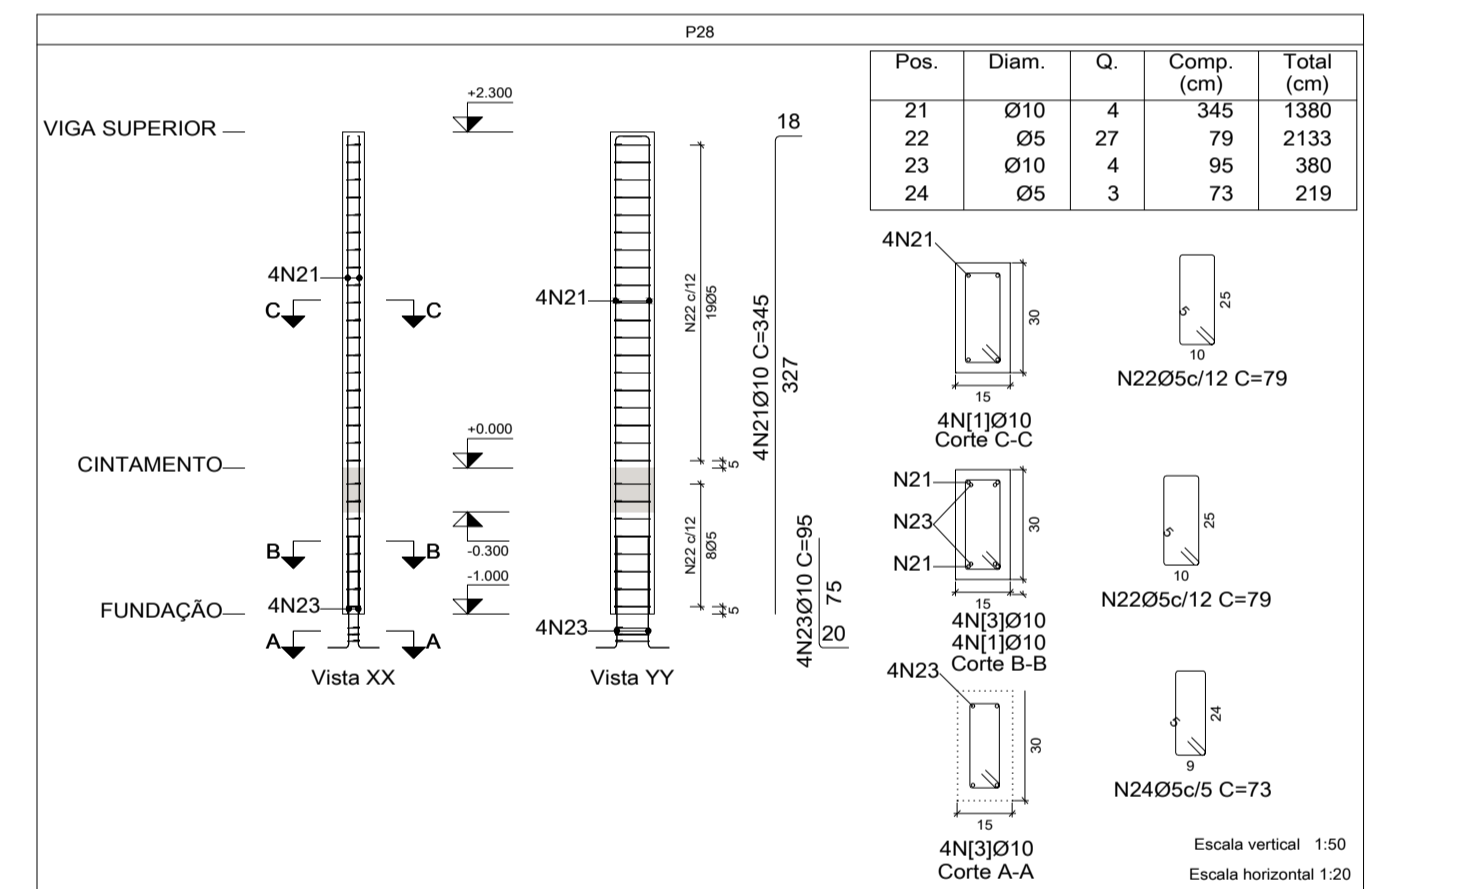 P28
Pos. Diam. Q. Comp. (cm) Total (cm)
21 Ø10 4 345 1380
22 Ø5 27 79 2133
23 Ø10 4 95 380
24 Ø5 3 73 219
VIGA SUPERIOR
+2.300
4N21
C C
CINTAMENTO
+0.000
B B
-0.300
-1.000
FUNDAÇÃO
4N23
A A
Vista XX
4N21
4N23
Vista YY
N22 c/12
19Ø5
5
N22 c/12
8Ø5
5
18
4N21Ø10 C=345
327
4N23Ø10 C=95
75
20
4N21
30
15
4N[1]Ø10
Corte C-C
5
25
10
N22Ø5c/12 C=79
N21
N23
N21
30
15
4N[3]Ø10
4N[1]Ø10
Corte B-B
5
25
10
N22Ø5c/12 C=79
4N23
30
15
4N[3]Ø10
Corte A-A
5
24
9
N24Ø5c/5 C=73
Escala vertical 1:50
Escala horizontal 1:20